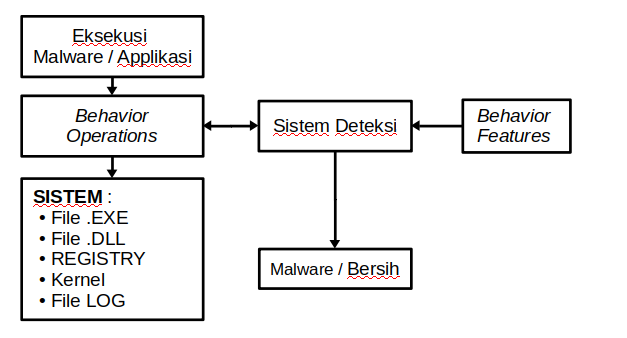 Eksekusi
Malware / Applikasi
Behavior
Operations
Sistem Deteksi
Behavior
Features
SISTEM :
• File .EXE
• File .DLL
• REGISTRY
• Kernel
• File LOG
Malware / Bersih